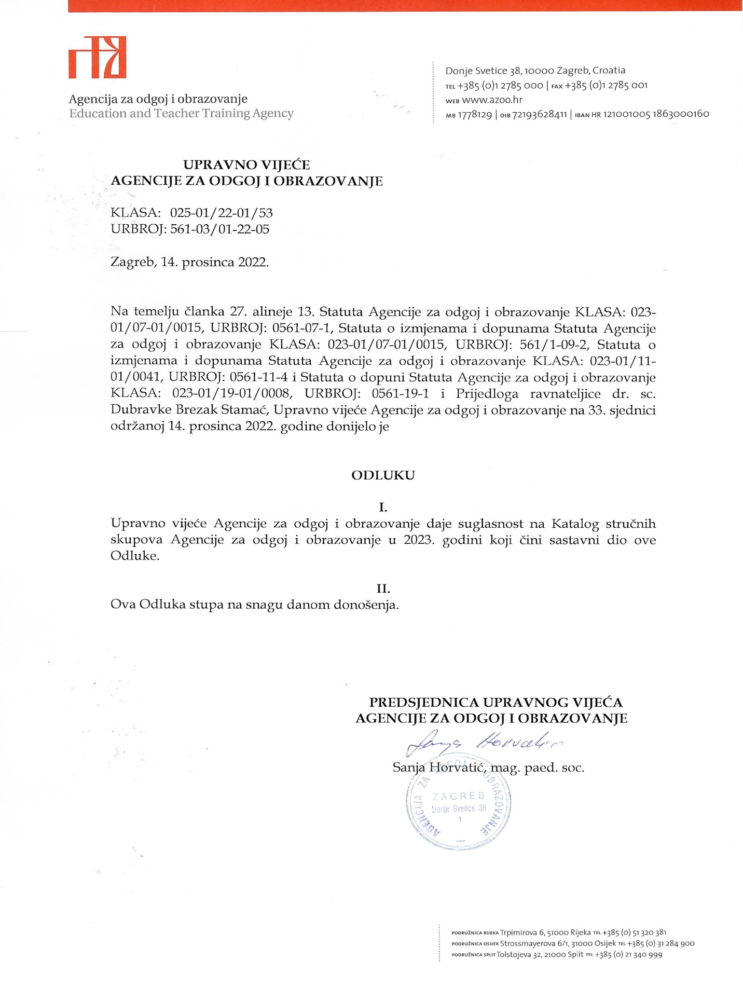 Agencija za odgoj i obrazovanje
Education and Teacher Training Agency
Donje Svetice 38, 10000 Zagreb, Croatia
TEL +385 (0)1 2785 000 | FAX +385 (0)1 2785 001
WEB www.azoo.hr
MB 1778129 | OIB 72193628411 | IBAN HR 121001005 1863000160
UPRAVNO VIJEĆE
AGENCIJE ZA ODGOJ I OBRAZOVANJE
KLASA: 025-01/22-01/53
URBROJ: 561-03/01-22-05
Zagreb, 14. prosinca 2022.
Na temelju članka 27. alineje 13. Statuta Agencije za odgoj i obrazovanje KLASA: 023-
01/07-01/0015, URBROJ: 0561-07-1, Statuta o izmjenama i dopunama Statuta Agencije
za odgoj i obrazovanje KLASA: 023-01/07-01/0015, URBROJ: 561/1-09-2, Statuta o
izmjenama i dopunama Statuta Agencije za odgoj i obrazovanje KLASA: 023-01/11-
01/0041, URBROJ: 0561-11-4 i Statuta o dopuni Statuta Agencije za odgoj i obrazovanje
KLASA: 023-01/19-01/0008, URBROJ: 0561-19-1 i Prijedloga ravnateljice dr. sc.
Dubravke Brezak Stamać, Upravno vijeće Agencije za odgoj i obrazovanje na 33. sjednici
održanoj 14. prosinca 2022. godine donijelo je
ODLUKU
I.
Upravno vijeće Agencije za odgoj i obrazovanje daje suglasnost na Katalog stručnih
skupova Agencije za odgoj i obrazovanje u 2023. godini koji čini sastavni dio ove
Odluke.
II.
Ova Odluka stupa na snagu danom donošenja.
PREDSJEDNICA UPRAVNOG VIJEĆA
AGENCIJE ZA ODGOJ I OBRAZOVANJE
Sanja Horvatić
Sanja Horvatić, mag. paed. soc.
AGENCIJA ZA ODGOJ I OBRAZOVANJE
ZAGREB
Donje Svetice 38
1
PODRUŽNICA RIJEKA Trpimirova 6, 51000 Rijeka TEL +385 (0) 51 320 381
PODRUŽNICA OSIJEK Strossmayerova 6/1, 31000 Osijek TEL +385 (0) 31 284 900
PODRUŽNICA SPLIT Tolstojeva 32, 21000 Split TEL +385 (0) 21 340 999